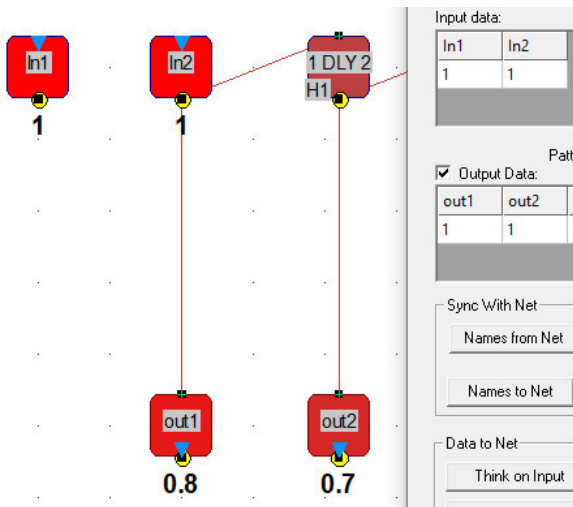 In1
In2
1 DLY 2
H1
1
1
out1
out2
0.8
0.7
Input data:
In1 In2
1 1
Patt
Output Data:
out1 out2
1 1
Sync With Net
Names from Net
Names to Net
Data to Net
Think on Input